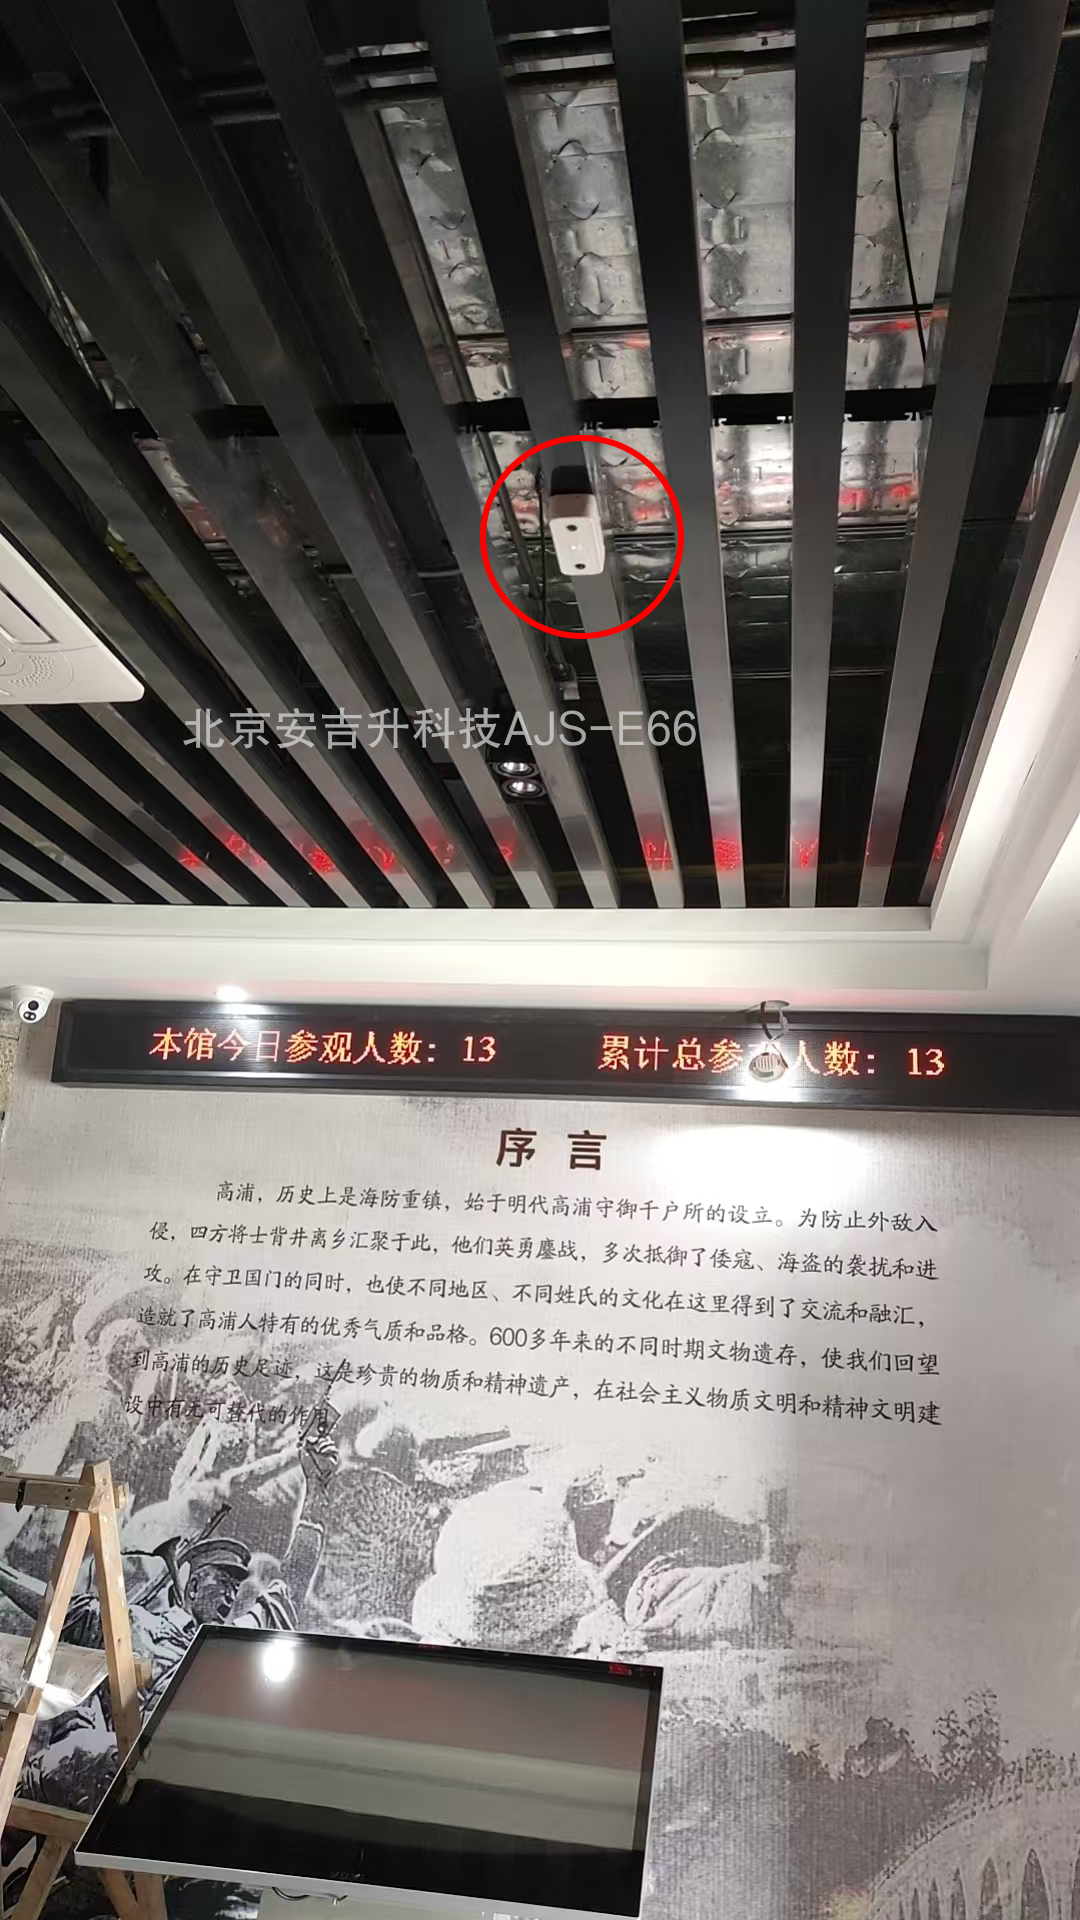 北京安吉升科技AJS-E66
本馆今日参观人数：13 累计总参观人数：13
序言
高浦，历史上是海防重镇，始于明代高浦守御千户所的设立。为防止外敌入
侵，四方将士背井离乡汇聚于此，他们英勇鏖战，多次抵御了倭寇、海盗的袭扰和进
攻。在守卫国门的同时，也使不同地区、不同姓氏的文化在这里得到了交流和融汇，
造就了高浦人特有的优秀气质和品格。600多年来的不同时期文物遗存，使我们回望
到高浦的历史足迹，这是珍贵的物质和精神遗产，在社会主义物质文明和精神文明建
设中有无可替代的作用。